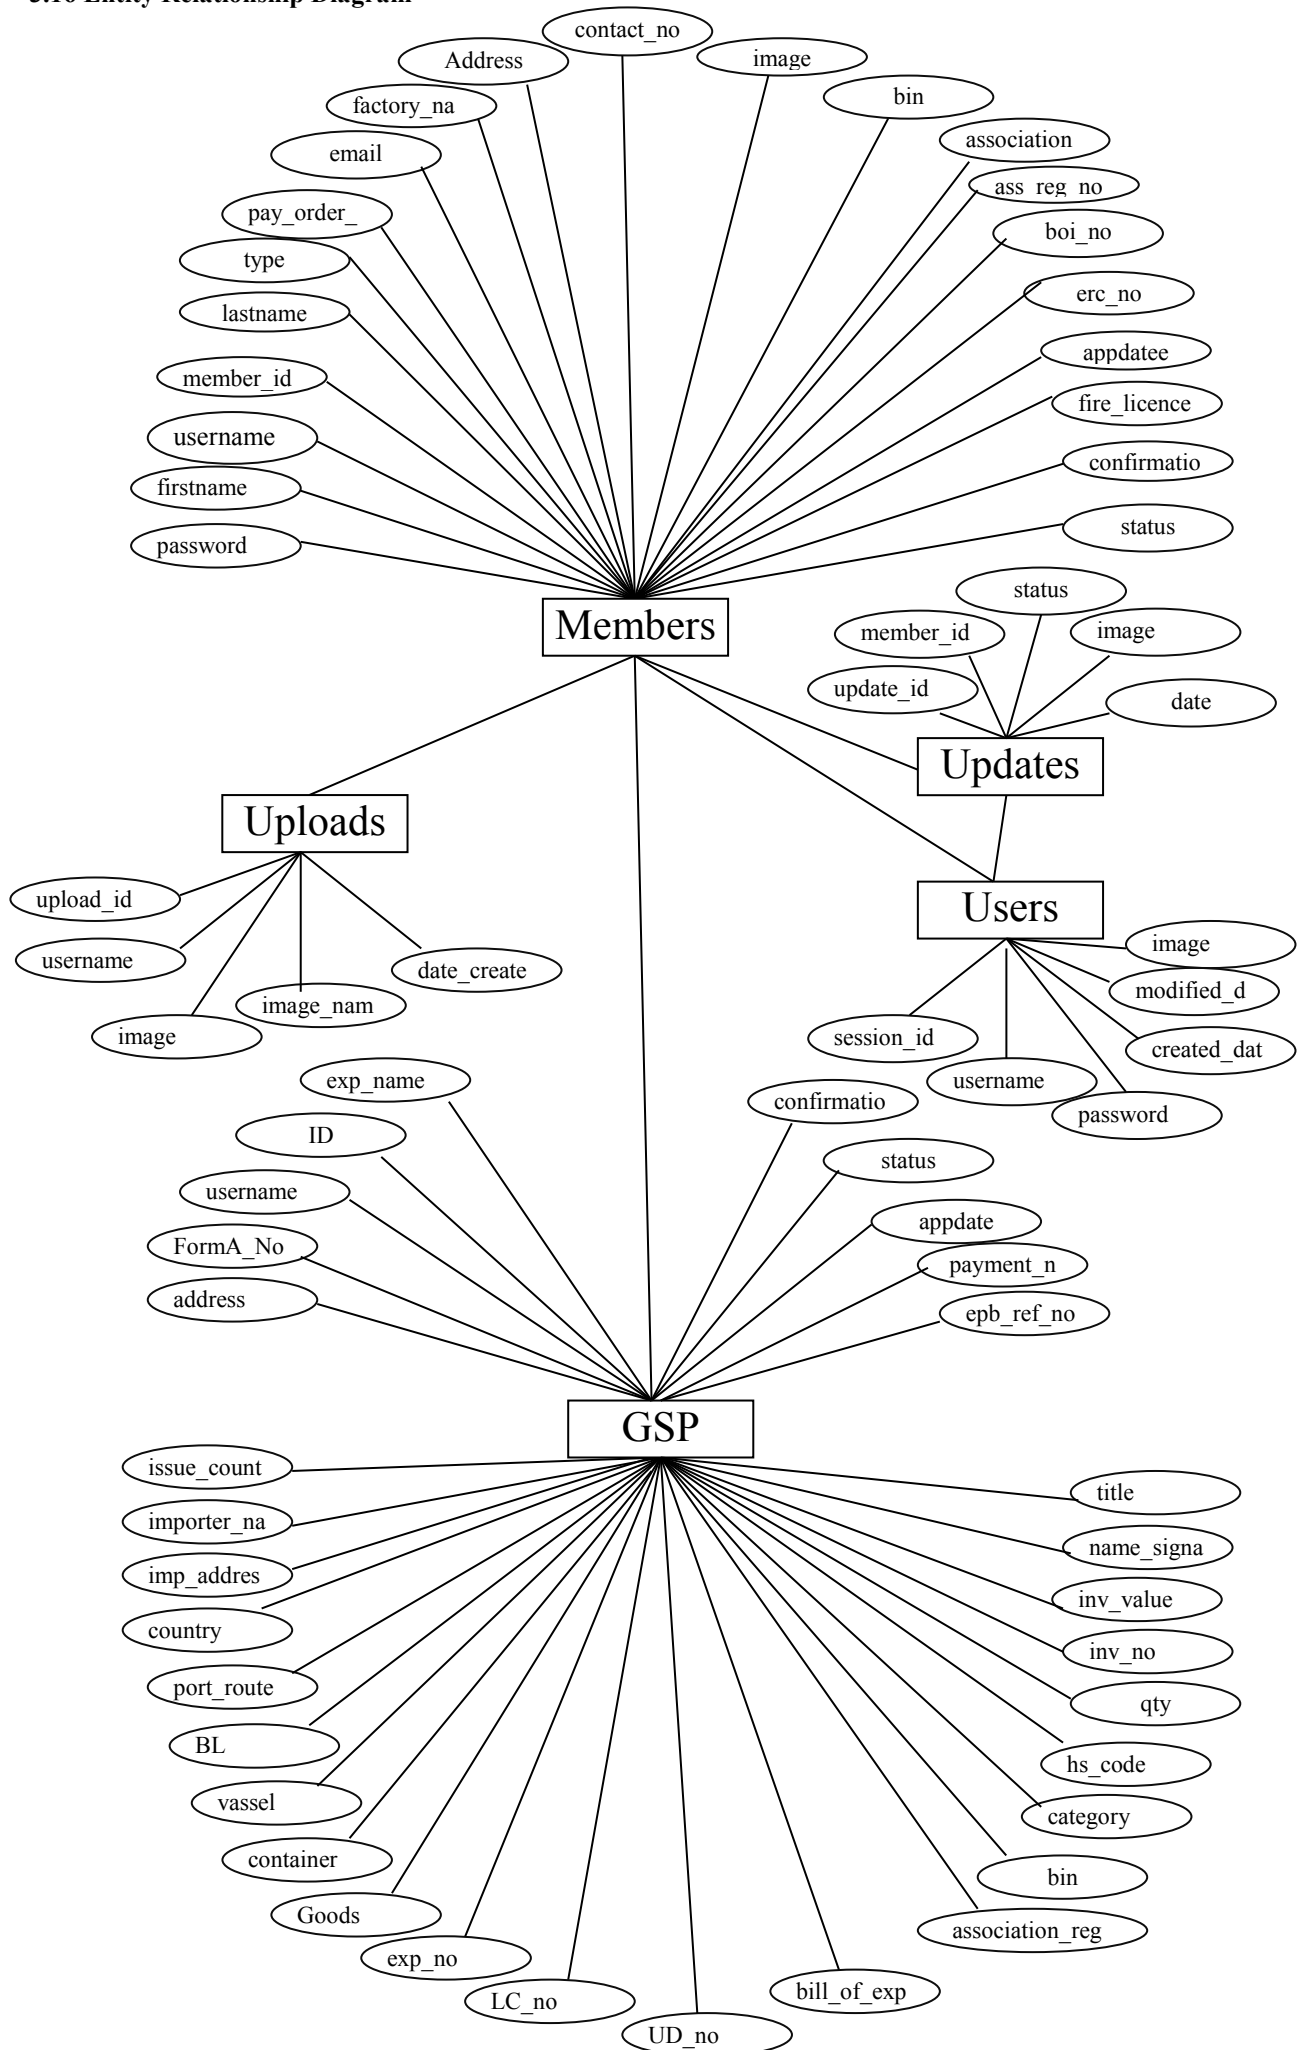 3.10 Entity Relationship Diagram
contact_no
Address
image
factory_na
bin
email
association
ass_reg_no
pay_order_
boi_no
type
erc_no
lastname
appdatee
member_id
fire_licence
username
confirmatio
firstname
status
password
Members
status
member_id
image
update_id
date
Updates
Uploads
Users
upload_id
username
image_nam
image
date_create
image
modified_d
session_id
created_dat
username
password
exp_name
confirmatio
ID
status
username
appdate
FormA_No
payment_n
address
epb_ref_no
GSP
issue_count
title
importer_na
name_signa
imp_addres
inv_value
country
inv_no
port_route
qty
BL
hs_code
vassel
category
container
bin
Goods
association_reg
exp_no
bill_of_exp
LC_no
UD_no